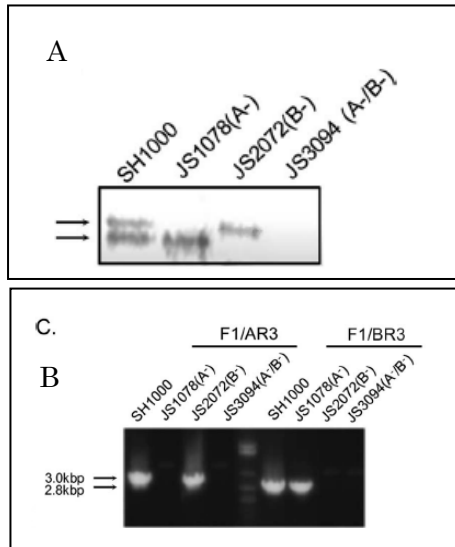 A
SH1000 JS1078(A-) JS2072(B-) JS3094 (A-/B-)
C.
F1/AR3 F1/BR3
B
SH1000 JS1078(A-) JS2072(B-) JS3094(A-/B-) SH1000 JS1078(A-) JS2072(B-) JS3094(A-/B-)
3.0kbp
2.8kbp